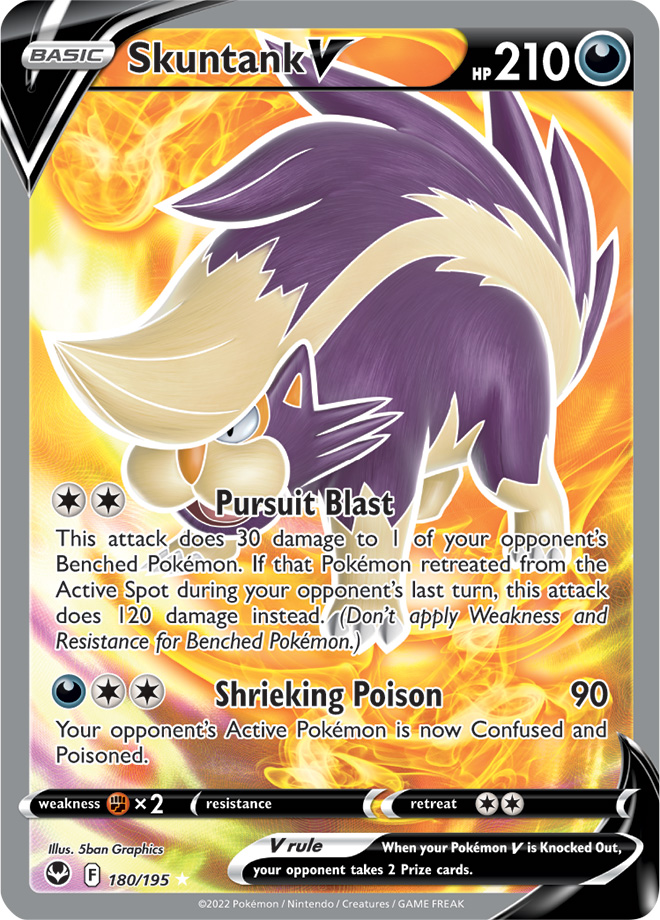 BASIC Skuntank V HP 210
Pursuit Blast
This attack does 30 damage to 1 of your opponent's
Benched Pokémon. If that Pokémon retreated from the
Active Spot during your opponent's last turn, this attack
does 120 damage instead. (Don't apply Weakness and
Resistance for Benched Pokémon.)
Shrieking Poison 90
Your opponent's Active Pokémon is now Confused and
Poisoned.
weakness ×2 resistance retreat
Illus. 5ban Graphics
V rule When your Pokémon V is Knocked Out,
your opponent takes 2 Prize cards.
F 180/195
©2022 Pokémon / Nintendo / Creatures / GAME FREAK